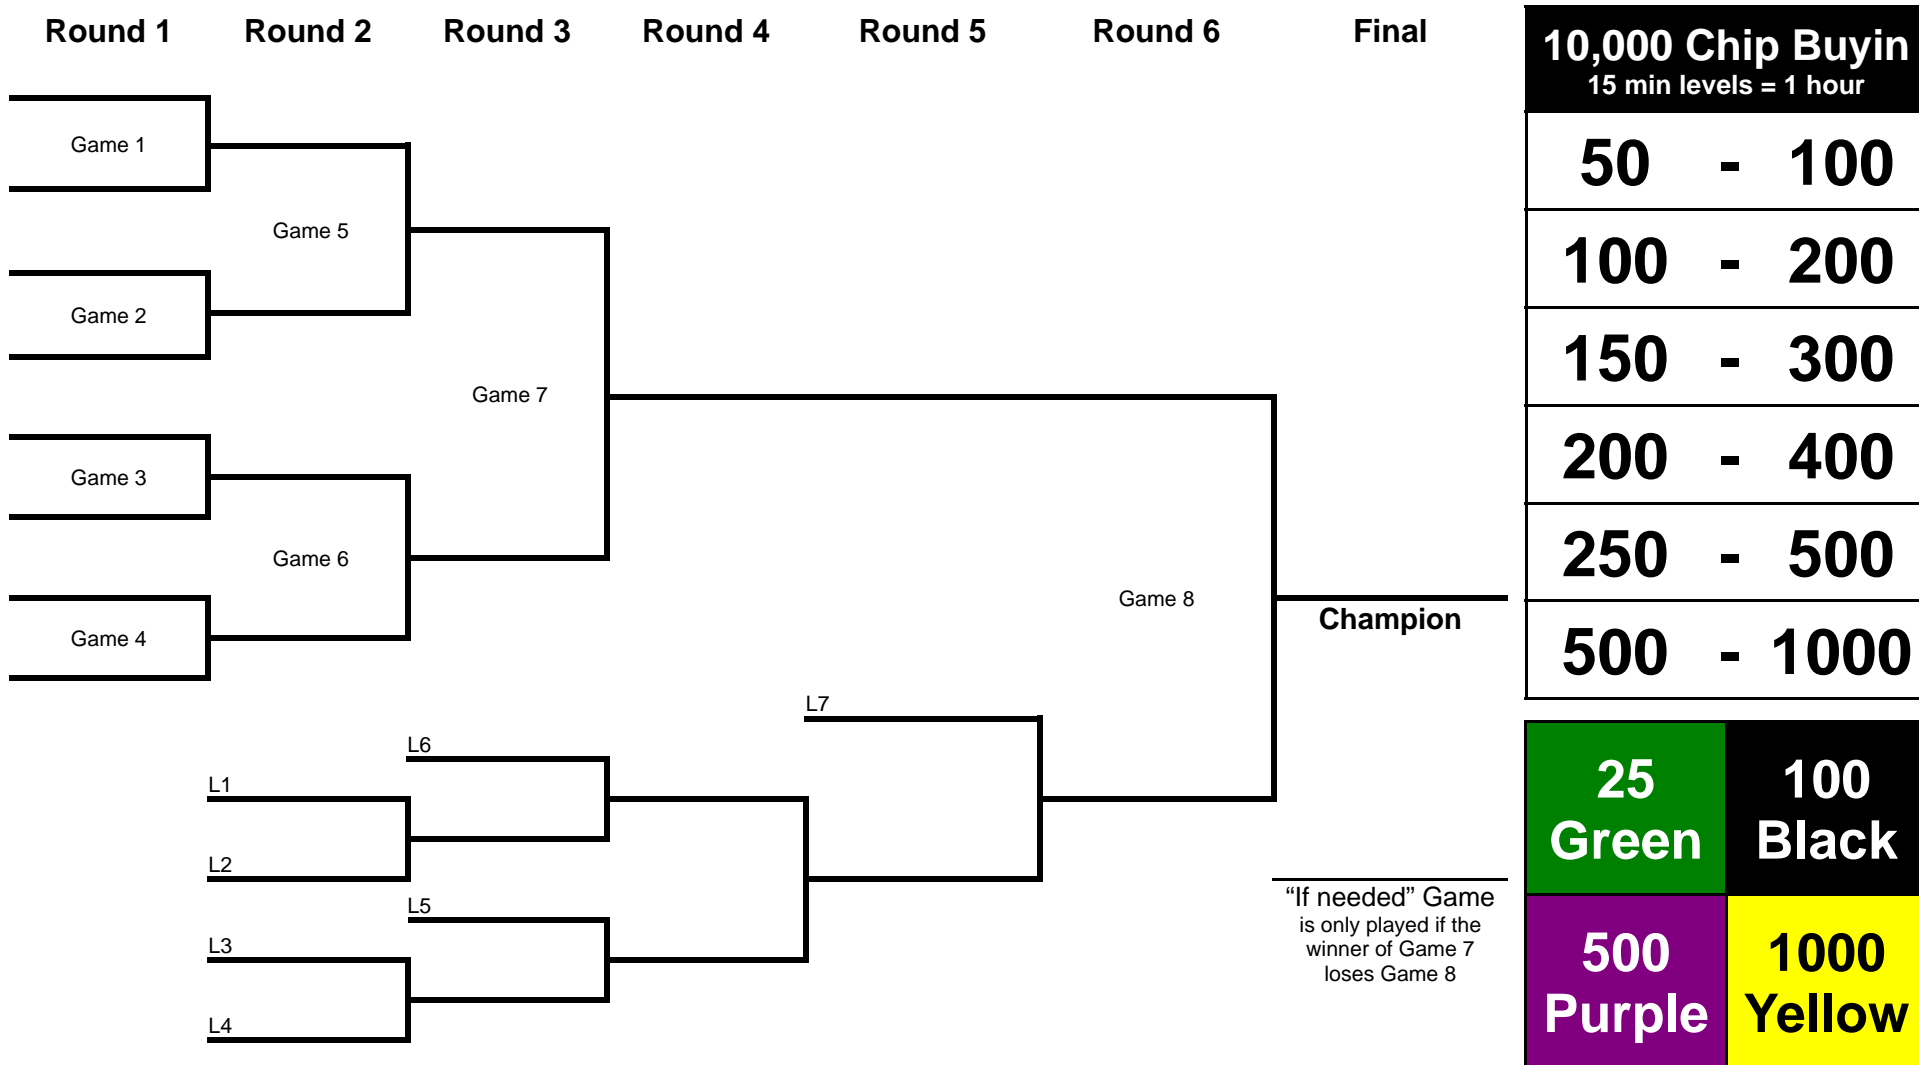 Round 1 Round 2 Round 3 Round 4 Round 5 Round 6 Final
Game 1
Game 5
Game 2
Game 7
Game 3
Game 6
Game 8
Game 4
Champion
L7
L6
L1
L2
L5
L3
L4
“If needed” Game
is only played if the
winner of Game 7
loses Game 8
10,000 Chip Buyin
15 min levels = 1 hour
50 - 100
100 - 200
150 - 300
200 - 400
250 - 500
500 - 1000
25
Green
100
Black
500
Purple
1000
Yellow